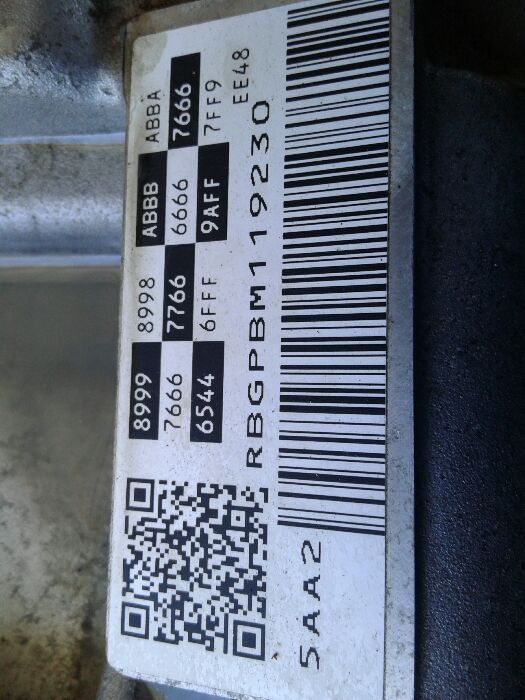 8999 8998 ABBB ABBA
7666 7766 6666 7666
6544 6FFF 9AFF 7FF9
EE48
RBGPBM119230
5AA2